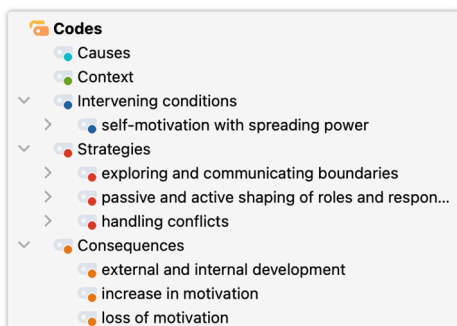 Codes
Causes
Context
Intervening conditions
self-motivation with spreading power
Strategies
exploring and communicating boundaries
passive and active shaping of roles and respon...
handling conflicts
Consequences
external and internal development
increase in motivation
loss of motivation